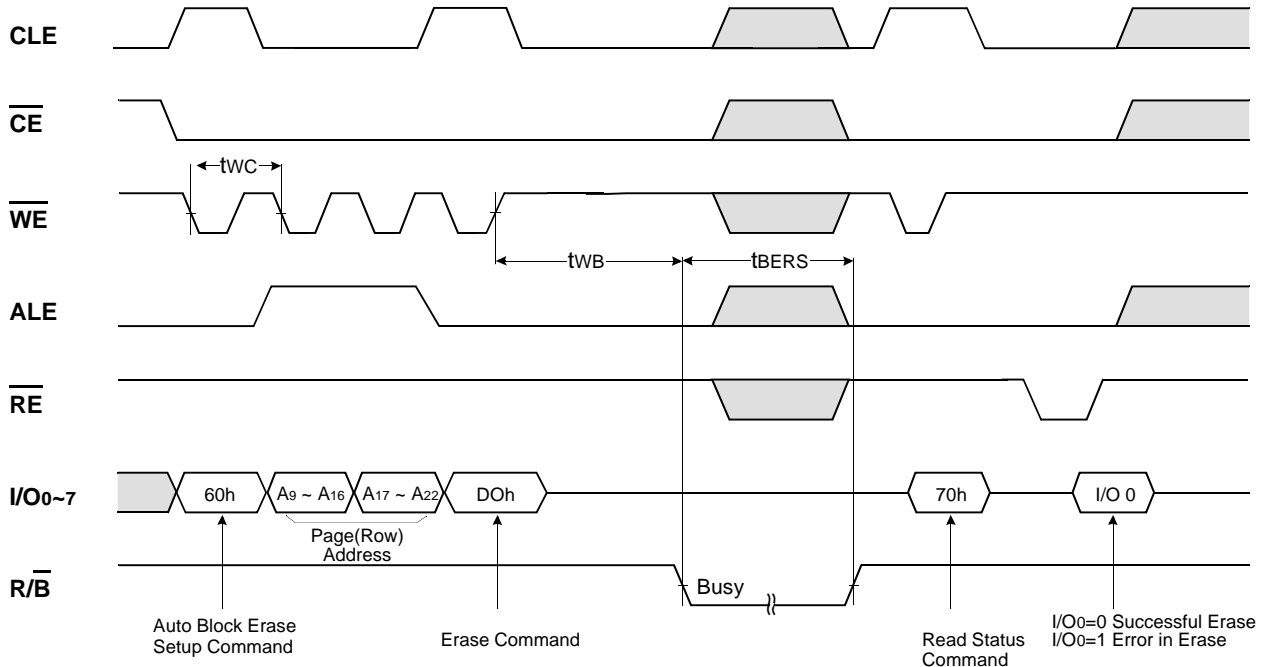 CLE
CE
tWC
WE
tWB
tBERS
ALE
RE
I/O0~7
60h
A9 ~ A16
A17 ~ A22
DOh
70h
I/O 0
Page(Row)
Address
R/B
Busy
Auto Block Erase
Setup Command
Erase Command
Read Status
Command
I/O0=0 Successful Erase
I/O0=1 Error in Erase